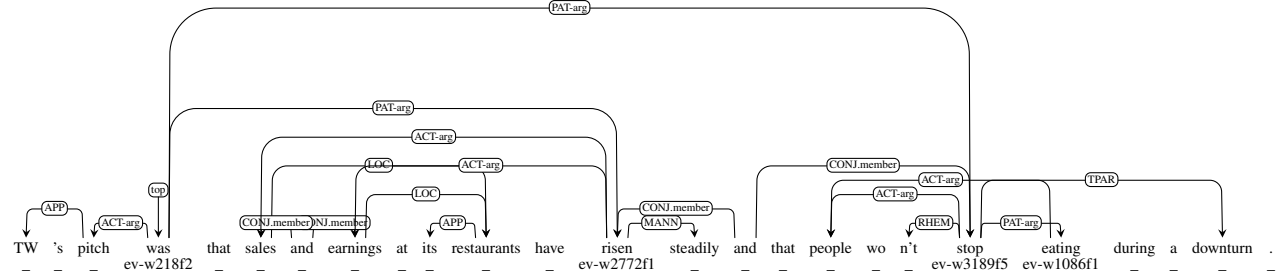 PAT-arg
PAT-arg
ACT-arg
LOC ACT-arg CONJ.member
ACT-arg TPAR
top LOC ACT-arg
APP CONJ.member
ACT-arg CONJ.member NJ.member APP MANN RHEM PAT-arg
TW 's pitch was that sales and earnings at its restaurants have risen steadily and that people wo n't stop eating during a downturn .
_ _ _ ev-w218f2 _ _ _ _ _ _ _ _ ev-w2772f1 _ _ _ _ _ _ ev-w3189f5 ev-w1086f1 _ _ _ _